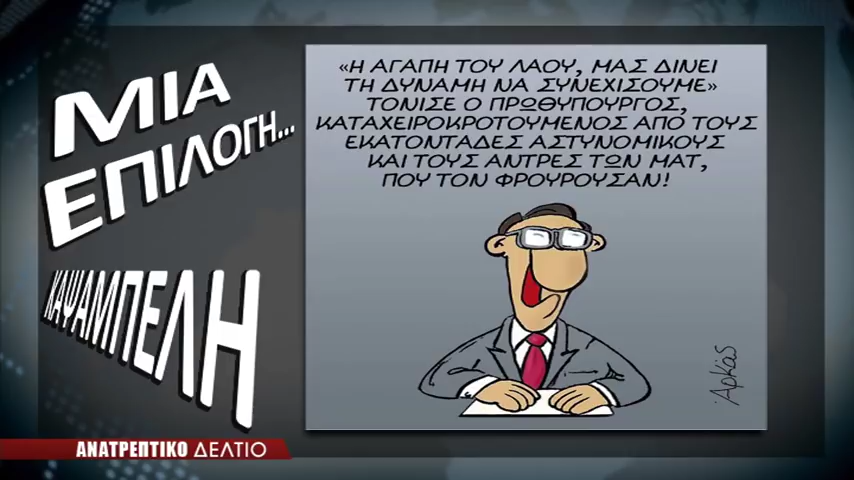 ΜΙΑ
ΕΠΙΛΟΓΗ...
ΚΑΨΑΜΠΕΛΗ
«Η ΑΓΑΠΗ ΤΟΥ ΛΑΟΥ, ΜΑΣ ΔΙΝΕΙ
ΤΗ ΔΥΝΑΜΗ ΝΑ ΣΥΝΕΧΙΣΟΥΜΕ»
ΤΟΝΙΣΕ Ο ΠΡΩΘΥΠΟΥΡΓΟΣ,
ΚΑΤΑΧΕΙΡΟΚΡΟΤΟΥΜΕΝΟΣ ΑΠΟ ΤΟΥΣ
ΕΚΑΤΟΝΤΑΔΕΣ ΑΣΤΥΝΟΜΙΚΟΥΣ
ΚΑΙ ΤΟΥΣ ΑΝΤΡΕΣ ΤΩΝ ΜΑΤ,
ΠΟΥ ΤΟΝ ΦΡΟΥΡΟΥΣΑΝ!
Αρκάς
ΑΝΑΤΡΕΠΤΙΚΟ ΔΕΛΤΙΟ